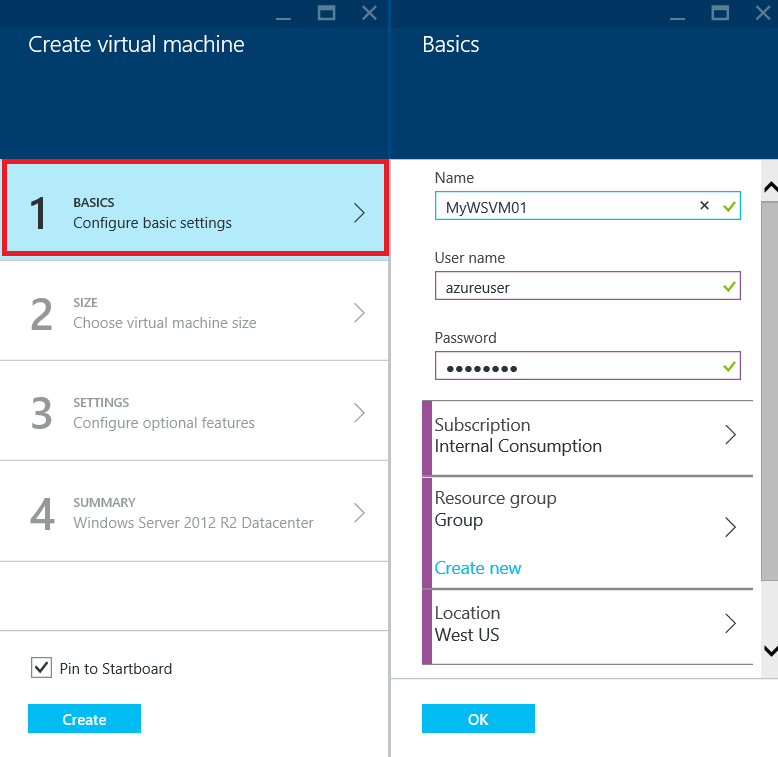 Create virtual machine
1
BASICS
Configure basic settings
2
SIZE
Choose virtual machine size
3
SETTINGS
Configure optional features
4
SUMMARY
Windows Server 2012 R2 Datacenter
Pin to Startboard
Create
Basics
Name
MyWSVM01
User name
azureuser
Password
●●●●●●●●
Subscription
Internal Consumption
Resource group
Group
Create new
Location
West US
OK